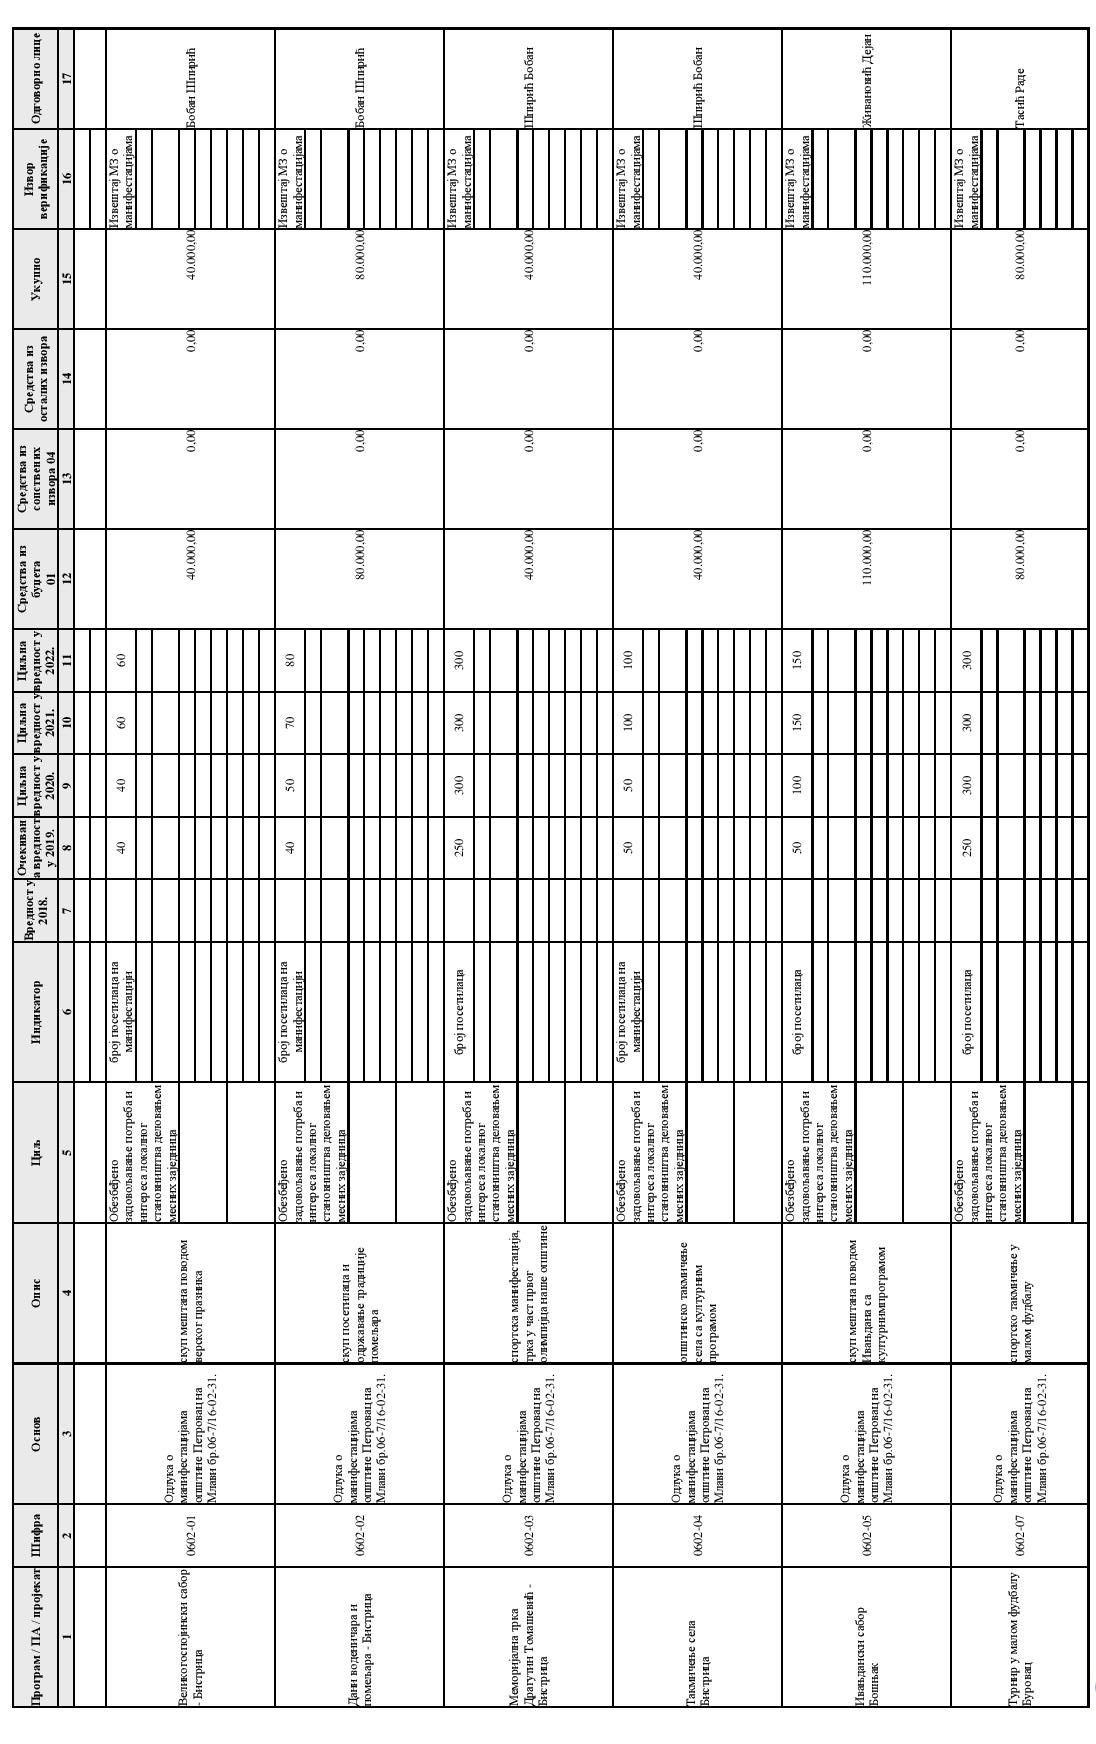 Програм / ПА / пројекат
Шифра
Основ
Опис
Циљ
Индикатор
Вредност у
2018.
Очекиван
а вредност
у 2019.
Циљна
вредност у
2020.
Циљна
вредност у
2021.
Циљна
вредност у
2022.
Средства из
буџета
01
Средства из
сопствених
извора 04
Средства из
осталих извора
Укупно
Извор
верификације
Одговорно лице
1
2
3
4
5
6
7
8
9
10
11
12
13
14
15
16
17
Великогоспојински сабор
- Бистрица
0602-01
Одлука о
манифестацијама
општине Петровац на
Млави бр.06-7/16-02-31.
скуп мештана поводом
верског празника
Обезбеђено
задовољавање потреба и
интереса локалног
становништва деловањем
месних заједница
број посетилаца на
манифестацији
40
40
60
60
40.000,00
0,00
0,00
40.000,00
Извештај МЗ о
манифестацијама
Бобан Шпирић
Дани воденичара и
помељара - Бистрица
0602-02
Одлука о
манифестацијама
општине Петровац на
Млави бр.06-7/16-02-31.
скуп посетилаца и
одржавање традиције
помељара
Обезбеђено
задовољавање потреба и
интереса локалног
становништва деловањем
месних заједница
број посетилаца на
манифестацији
40
50
70
80
80.000,00
0,00
0,00
80.000,00
Извештај МЗ о
манифестацијама
Бобан Шпирић
Меморијална трка
Драгутин Томашевић -
Бистрица
0602-03
Одлука о
манифестацијама
општине Петровац на
Млави бр.06-7/16-02-31.
спортска манифестација,
трка у част првог
олимпијца наше општине
Обезбеђено
задовољавање потреба и
интереса локалног
становништва деловањем
месних заједница
број посетилаца
250
300
300
300
40.000,00
0,00
0,00
40.000,00
Извештај МЗ о
манифестацијама
Шпирић Бобан
Такмичење села
Бистрица
0602-04
Одлука о
манифестацијама
општине Петровац на
Млави бр.06-7/16-02-31.
општинско такмичење
села са културним
програмом
Обезбеђено
задовољавање потреба и
интереса локалног
становништва деловањем
месних заједница
број посетилаца на
манифестацији
50
50
100
100
40.000,00
0,00
0,00
40.000,00
Извештај МЗ о
манифестацијама
Шпирић Бобан
Ивањдански сабор
Бошњак
0602-05
Одлука о
манифестацијама
општине Петровац на
Млави бр.06-7/16-02-31.
скуп мештана поводом
Ивањдана са
културнимпрограмом
Обезбеђено
задовољавање потреба и
интереса локалног
становништва деловањем
месних заједница
број посетилаца
50
100
150
150
110.000,00
0,00
0,00
110.000,00
Извештај МЗ о
манифестацијама
Живановић Дејан
Турнир у малом фудбалу
Буровац
0602-07
Одлука о
манифестацијама
општине Петровац на
Млави бр.06-7/16-02-31.
спортско такмичење у
малом фудбалу
Обезбеђено
задовољавање потреба и
интереса локалног
становништва деловањем
месних заједница
број посетилаца
250
300
300
300
80.000,00
0,00
0,00
80.000,00
Извештај МЗ о
манифестацијама
Тасић Раде